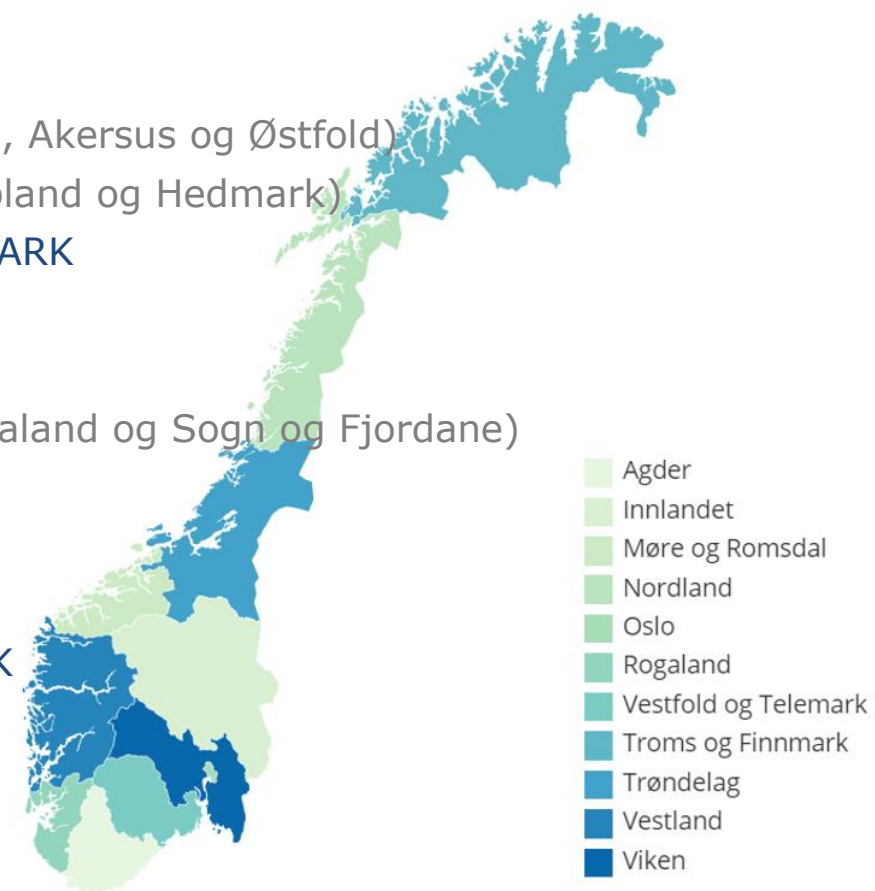 , Akersus og Østfold)
pland og Hedmark)
ARK
aland og Sogn og Fjordane)
K
Agder
Innlandet
Møre og Romsdal
Nordland
Oslo
Rogaland
Vestfold og Telemark
Troms og Finnmark
Trøndelag
Vestland
Viken